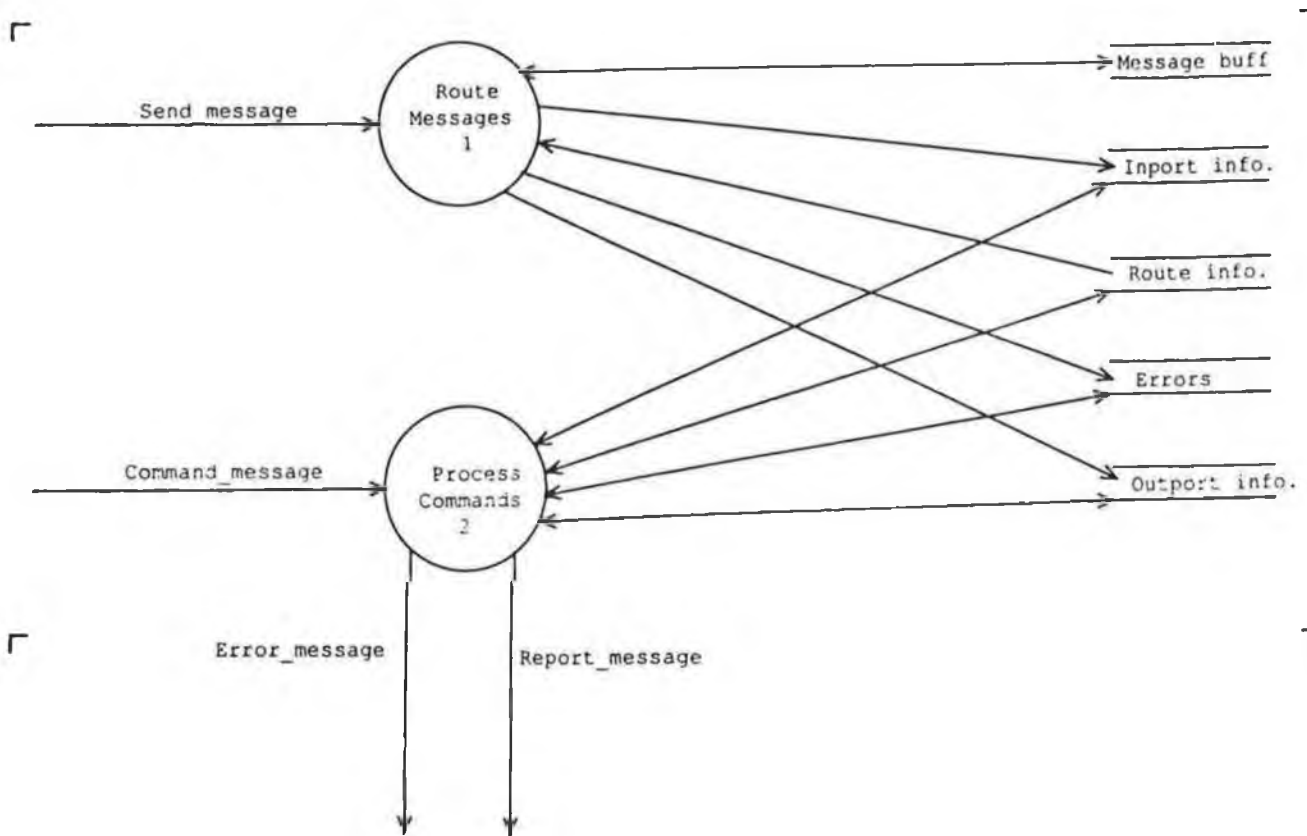 Message buff
Route
Messages
1
Send message
Inport info.
Route info.
Errors
Command_message
Process
Commands
2
Outport info.
Error_message
Report_message